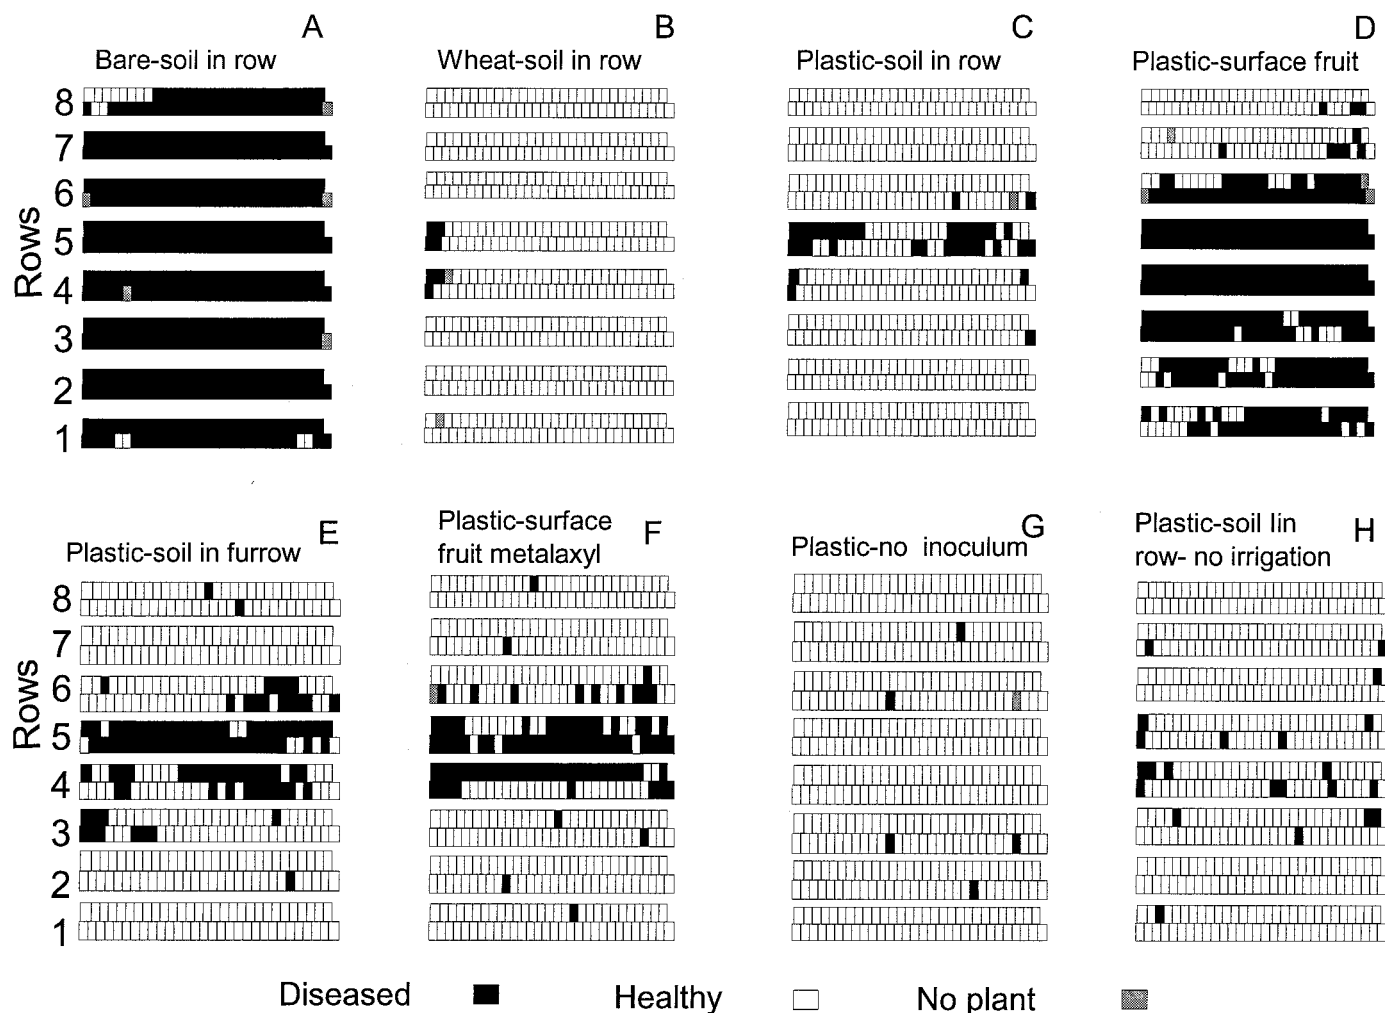 A
B
C
D
Bare-soil in row
Wheat-soil in row
Plastic-soil in row
Plastic-surface fruit
Rows
8
7
6
5
4
3
2
1
E
Plastic-soil in furrow
F
Plastic-surface
fruit metalaxyl
G
Plastic-no inoculum
H
Plastic-soil Iin
row- no irrigation
Rows
8
7
6
5
4
3
2
1
Diseased Healthy No plant